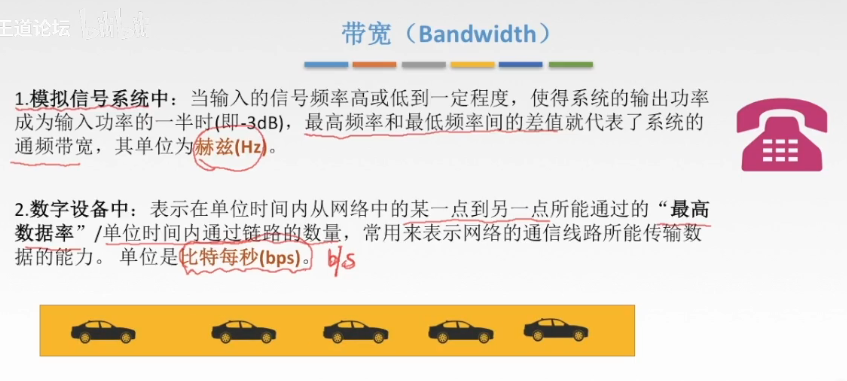 王道论坛
带宽（Bandwidth）
1.模拟信号系统中：当输入的信号频率高或低到一定程度，使得系统的输出功率
成为输入功率的一半时(即-3dB)，最高频率和最低频率间的差值就代表了系统的
通频带宽，其单位为赫兹(Hz)。
2.数字设备中：表示在单位时间内从网络中的某一点到另一点所能通过的“最高
数据率”/单位时间内通过链路的数量，常用来表示网络的通信线路所能传输数
据的能力。 单位是比特每秒(bps)。 b/s